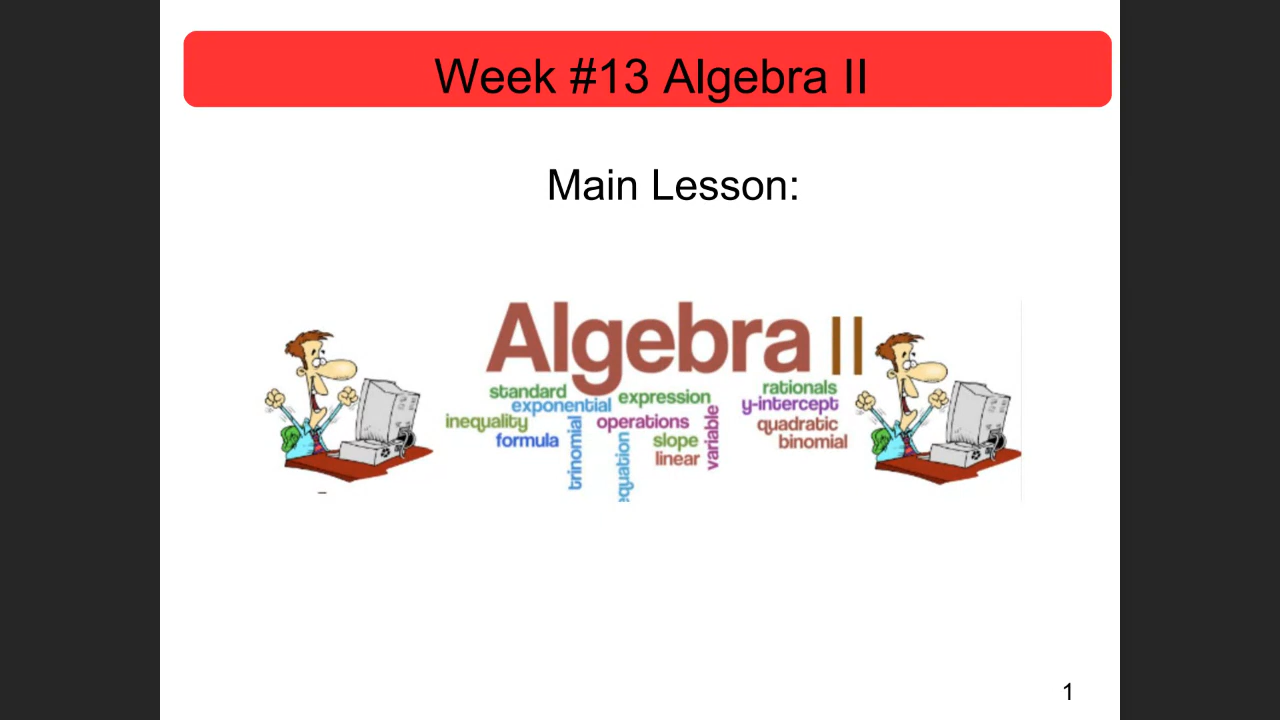 Week #13 Algebra II
Main Lesson:
Algebra II
standard
exponential
expression
inequality
operations
formula
trinomial
quation
slope
linear
variable
rationals
y-intercept
quadratic
binomial
1